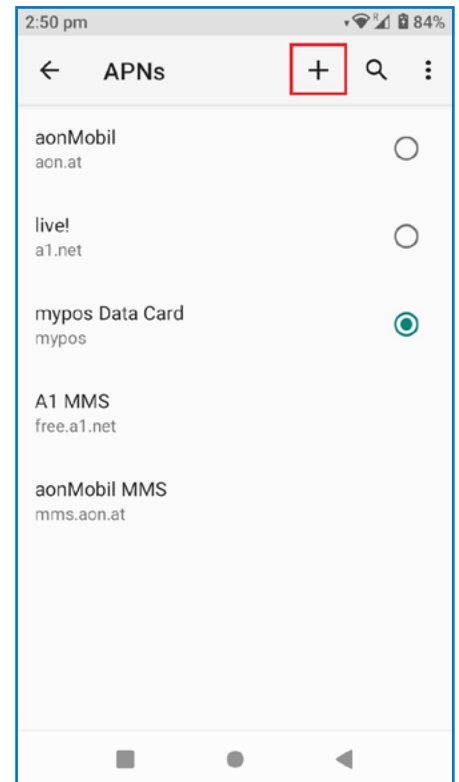 2:50 pm R 84%
APNs
aonMobil
aon.at
live!
a1.net
mypos Data Card
mypos
A1 MMS
free.a1.net
aonMobil MMS
mms.aon.at